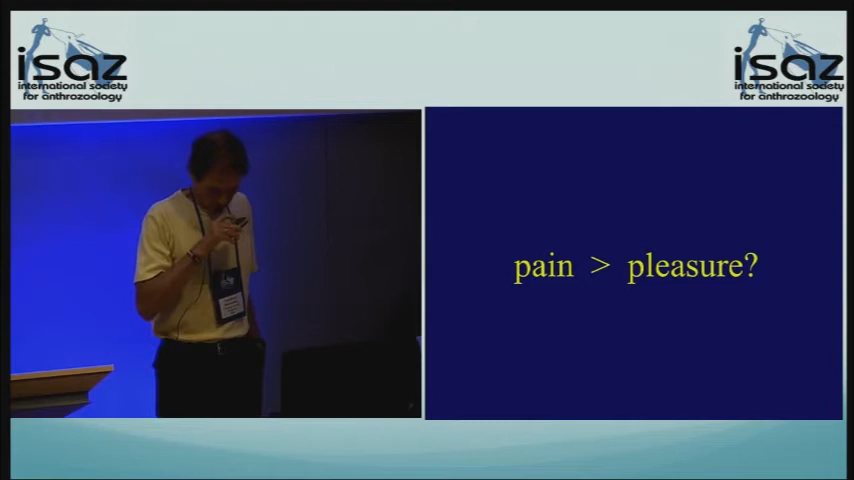 isaz
international society
for anthrozoology
isaz
international society
for anthrozoology
pain > pleasure?